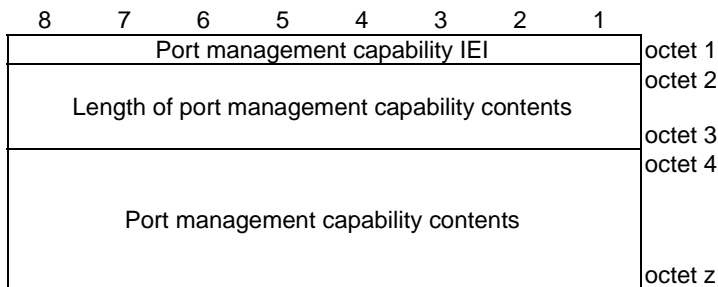 8 7 6 5 4 3 2 1
Port management capability IEI octet 1
octet 2
Length of port management capability contents
octet 3
octet 4
Port management capability contents
octet z